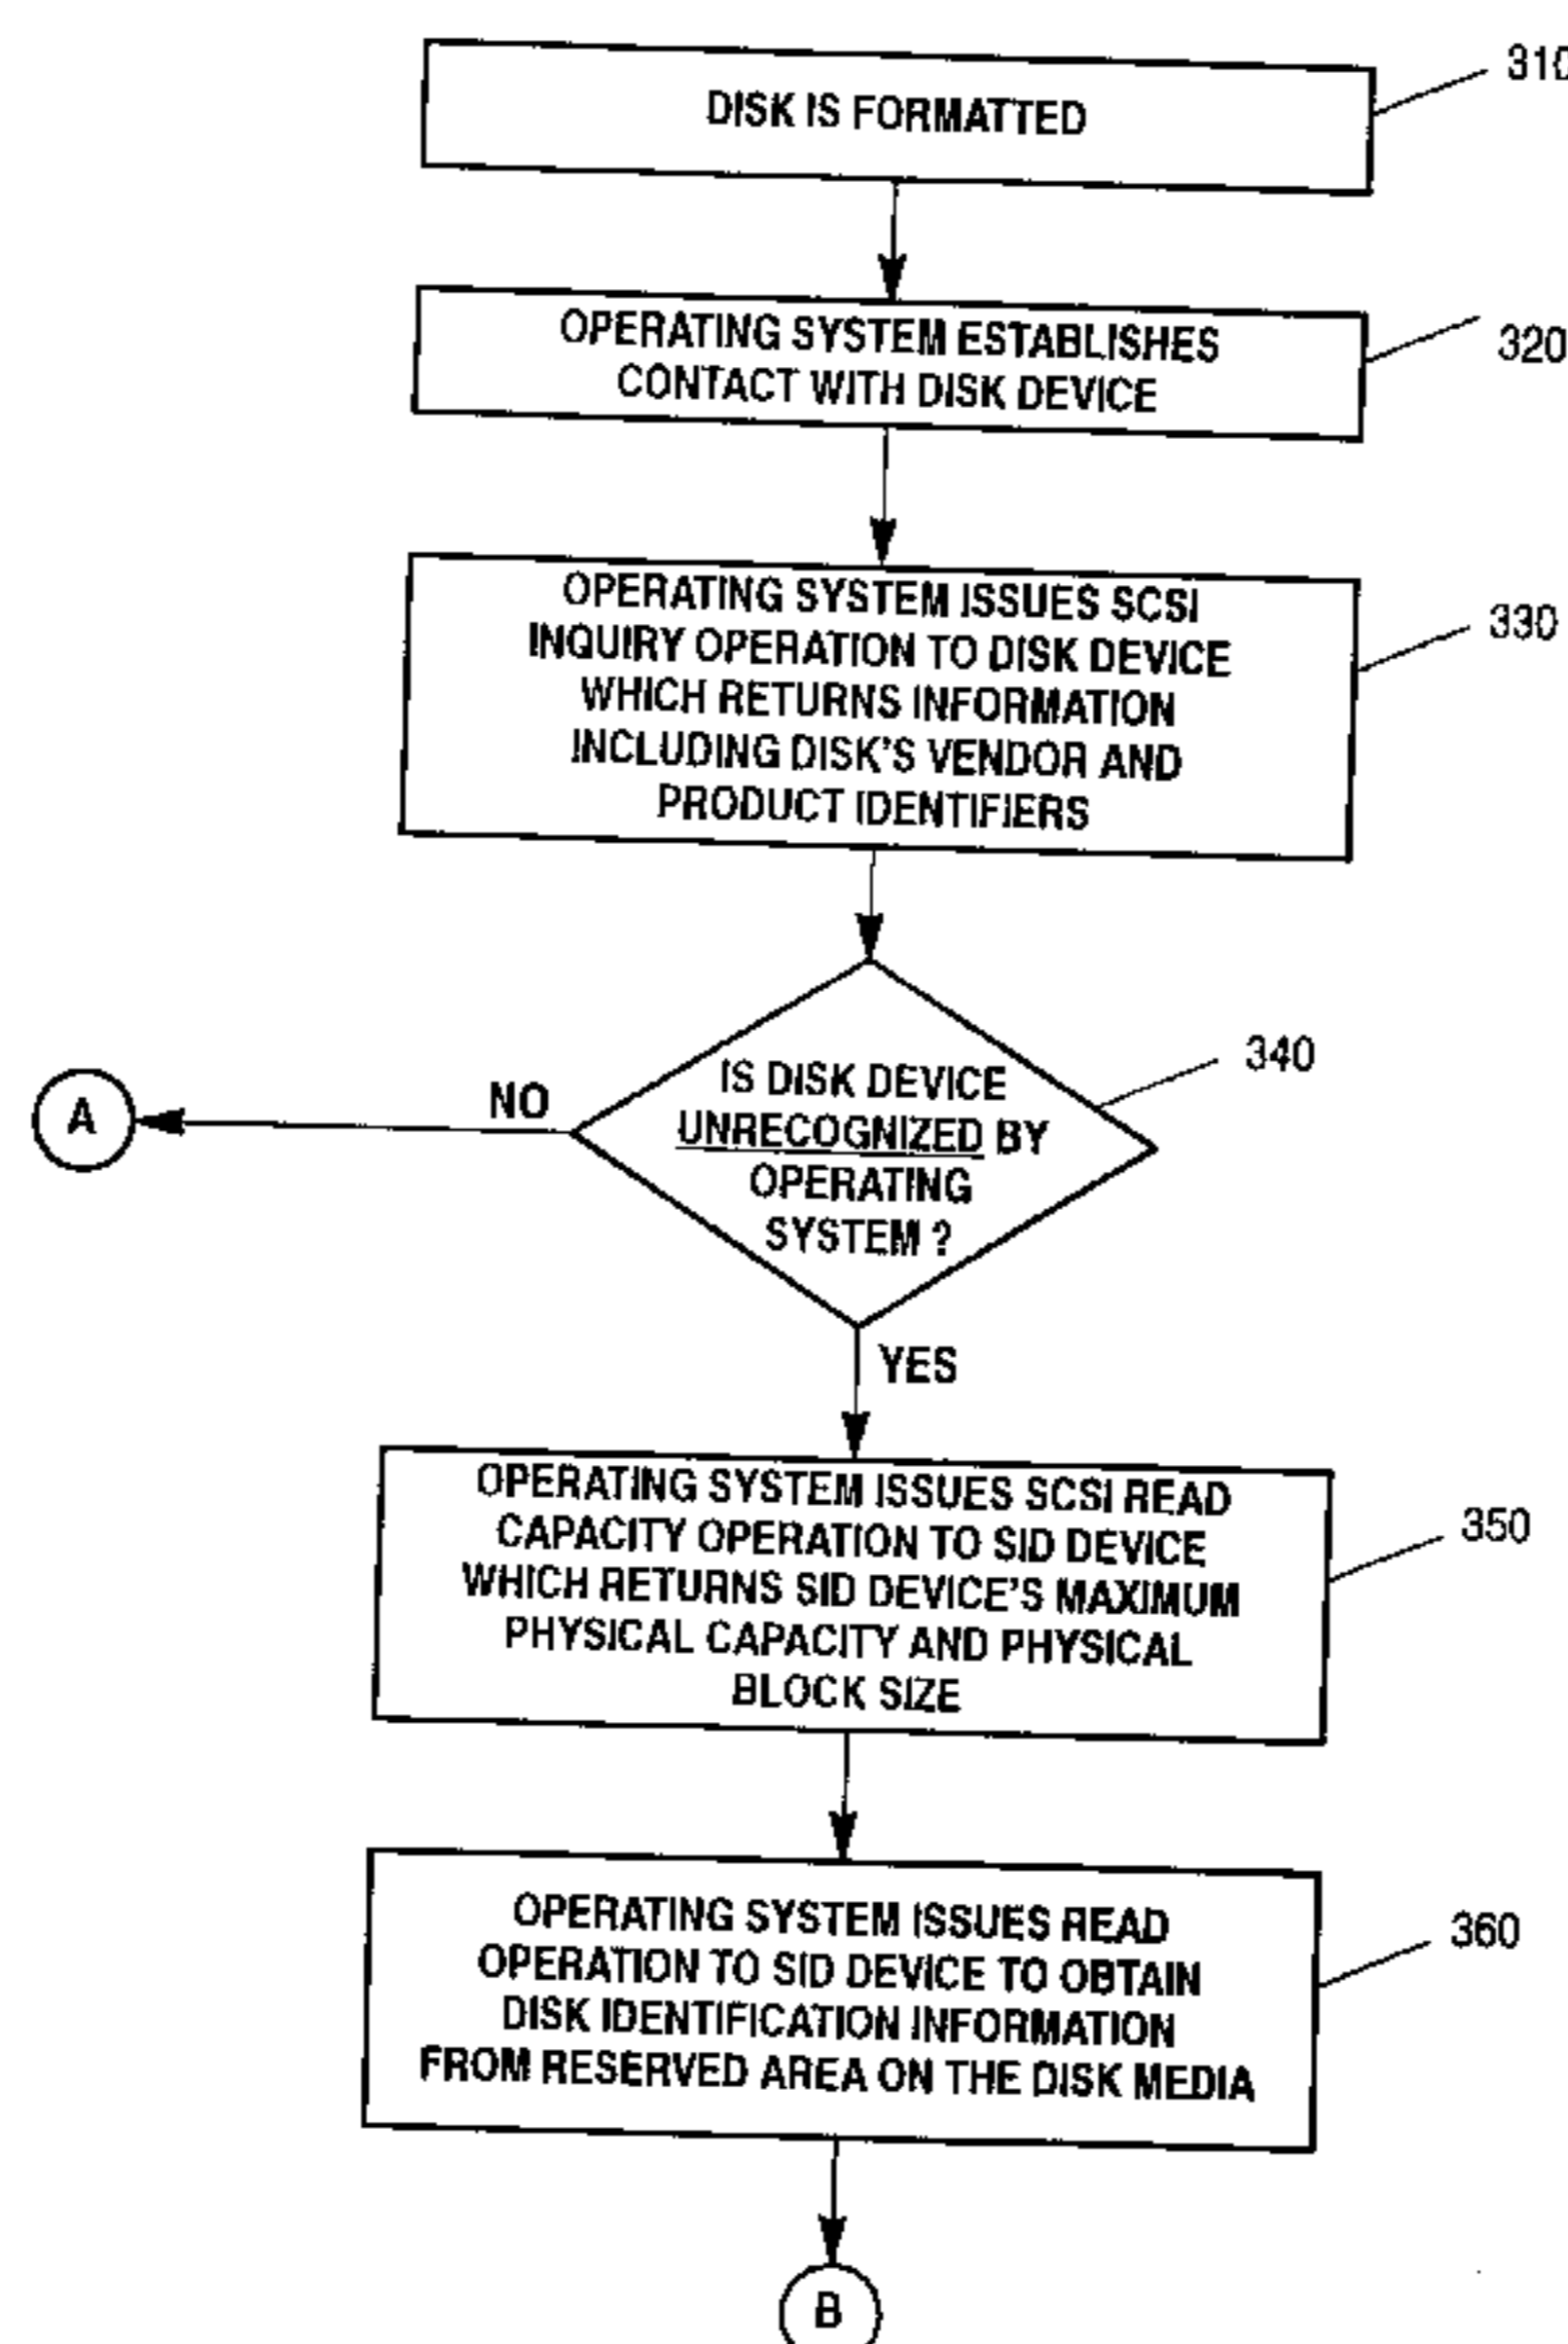 DISK IS FORMATTED
310
OPERATING SYSTEM ESTABLISHES
CONTACT WITH DISK DEVICE
320
OPERATING SYSTEM ISSUES SCSI
INQUIRY OPERATION TO DISK DEVICE
WHICH RETURNS INFORMATION
INCLUDING DISK'S VENDOR AND
PRODUCT IDENTIFIERS
330
IS DISK DEVICE
UNRECOGNIZED BY
OPERATING
SYSTEM ?
340
NO
A
YES
OPERATING SYSTEM ISSUES SCSI READ
CAPACITY OPERATION TO SID DEVICE
WHICH RETURNS SID DEVICE'S MAXIMUM
PHYSICAL CAPACITY AND PHYSICAL
BLOCK SIZE
350
OPERATING SYSTEM ISSUES READ
OPERATION TO SID DEVICE TO OBTAIN
DISK IDENTIFICATION INFORMATION
FROM RESERVED AREA ON THE DISK MEDIA
360
B